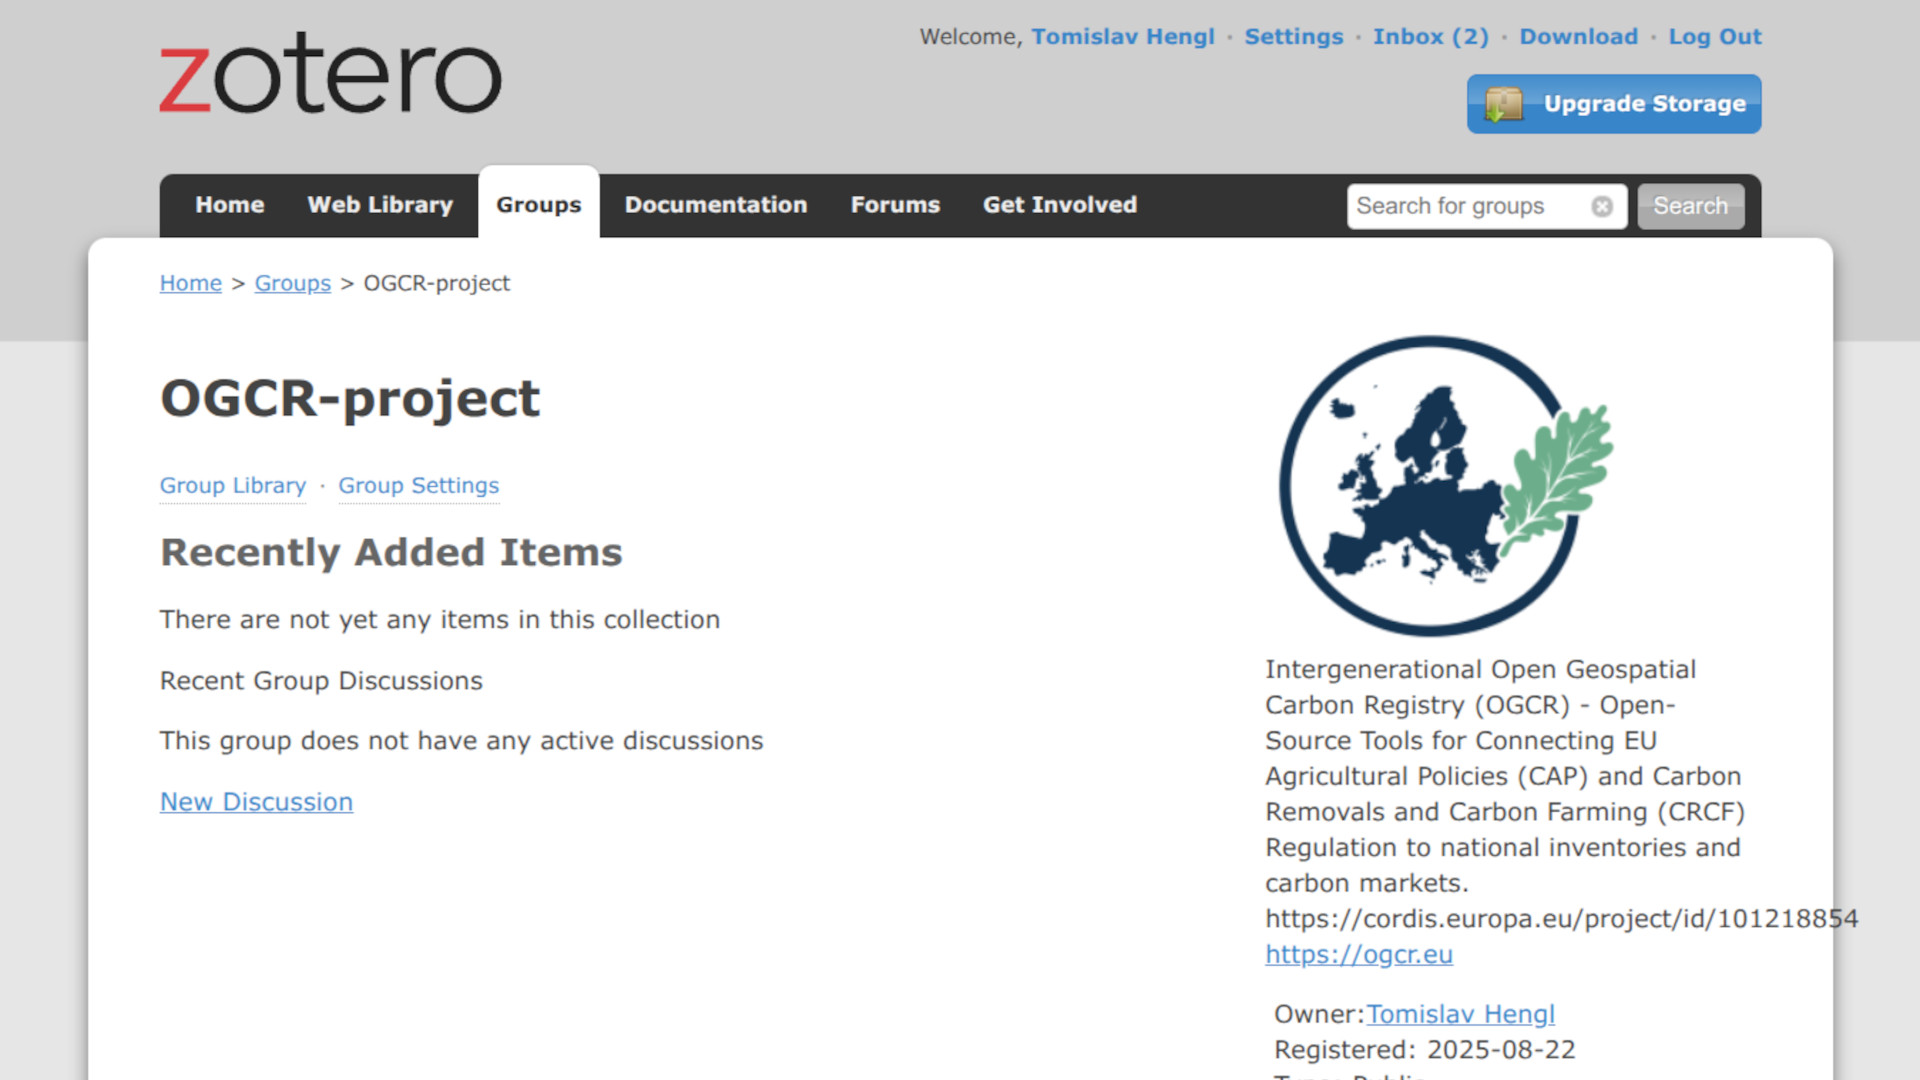 zotero
Welcome, Tomislav Hengl · Settings · Inbox (2) · Download · Log Out
Upgrade Storage
Home Web Library Groups Documentation Forums Get Involved
Search for groups Search
Home > Groups > OGCR-project
OGCR-project
Group Library · Group Settings
Recently Added Items
There are not yet any items in this collection
Recent Group Discussions
This group does not have any active discussions
New Discussion
Intergenerational Open Geospatial
Carbon Registry (OGCR) - Open-
Source Tools for Connecting EU
Agricultural Policies (CAP) and Carbon
Removals and Carbon Farming (CRCF)
Regulation to national inventories and
carbon markets.
https://cordis.europa.eu/project/id/101218854
https://ogcr.eu
Owner:Tomislav Hengl
Registered: 2025-08-22